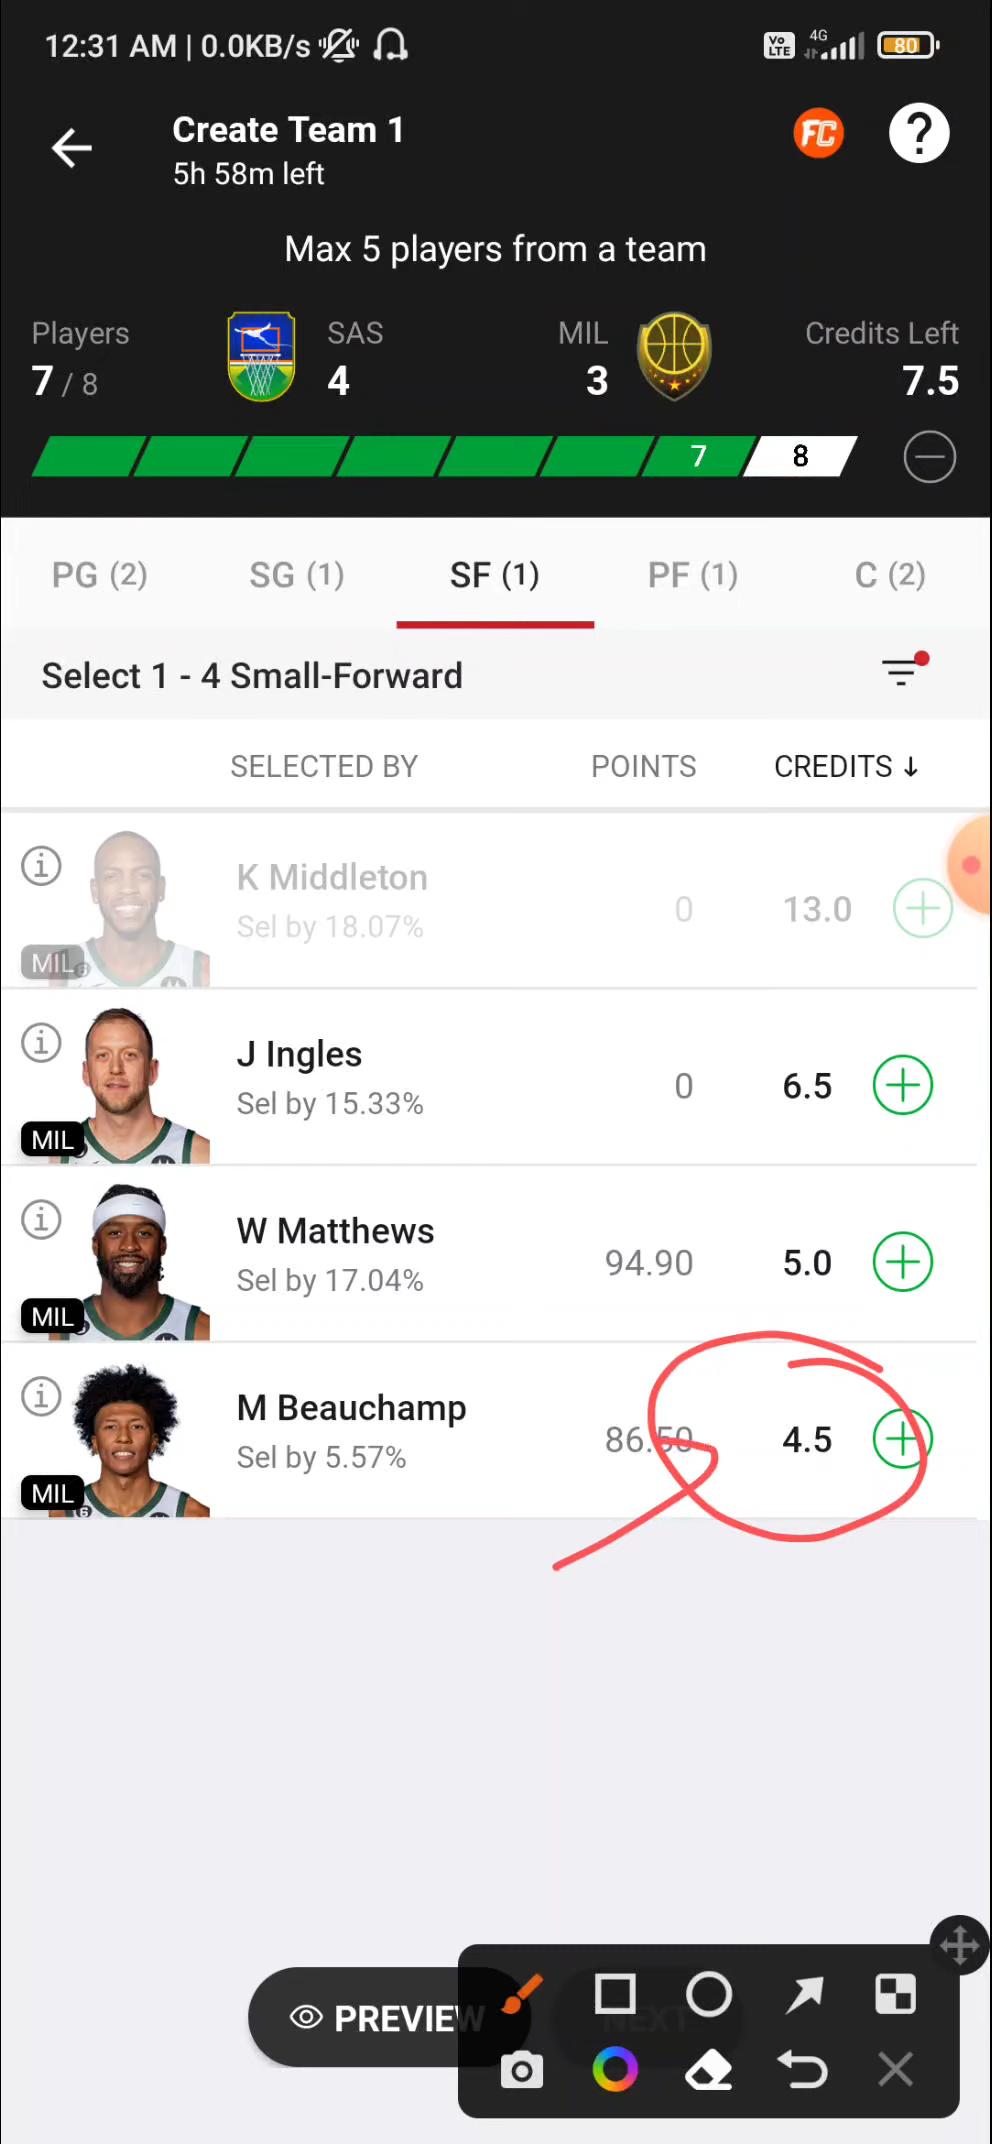 12:31 AM | 0.0KB/s Vo LTE 4G 80
Create Team 1 FC ?
5h 58m left
Max 5 players from a team
Players SAS MIL Credits Left
7 / 8 4 3 7.5
7 8
PG (2) SG (1) SF (1) PF (1) C (2)
Select 1 - 4 Small-Forward
SELECTED BY POINTS CREDITS ↓
K Middleton
Sel by 18.07% 0 13.0
MIL
J Ingles
Sel by 15.33% 0 6.5
MIL
W Matthews
Sel by 17.04% 94.90 5.0
MIL
M Beauchamp
Sel by 5.57% 86.50 4.5
MIL
PREVIEW NEXT